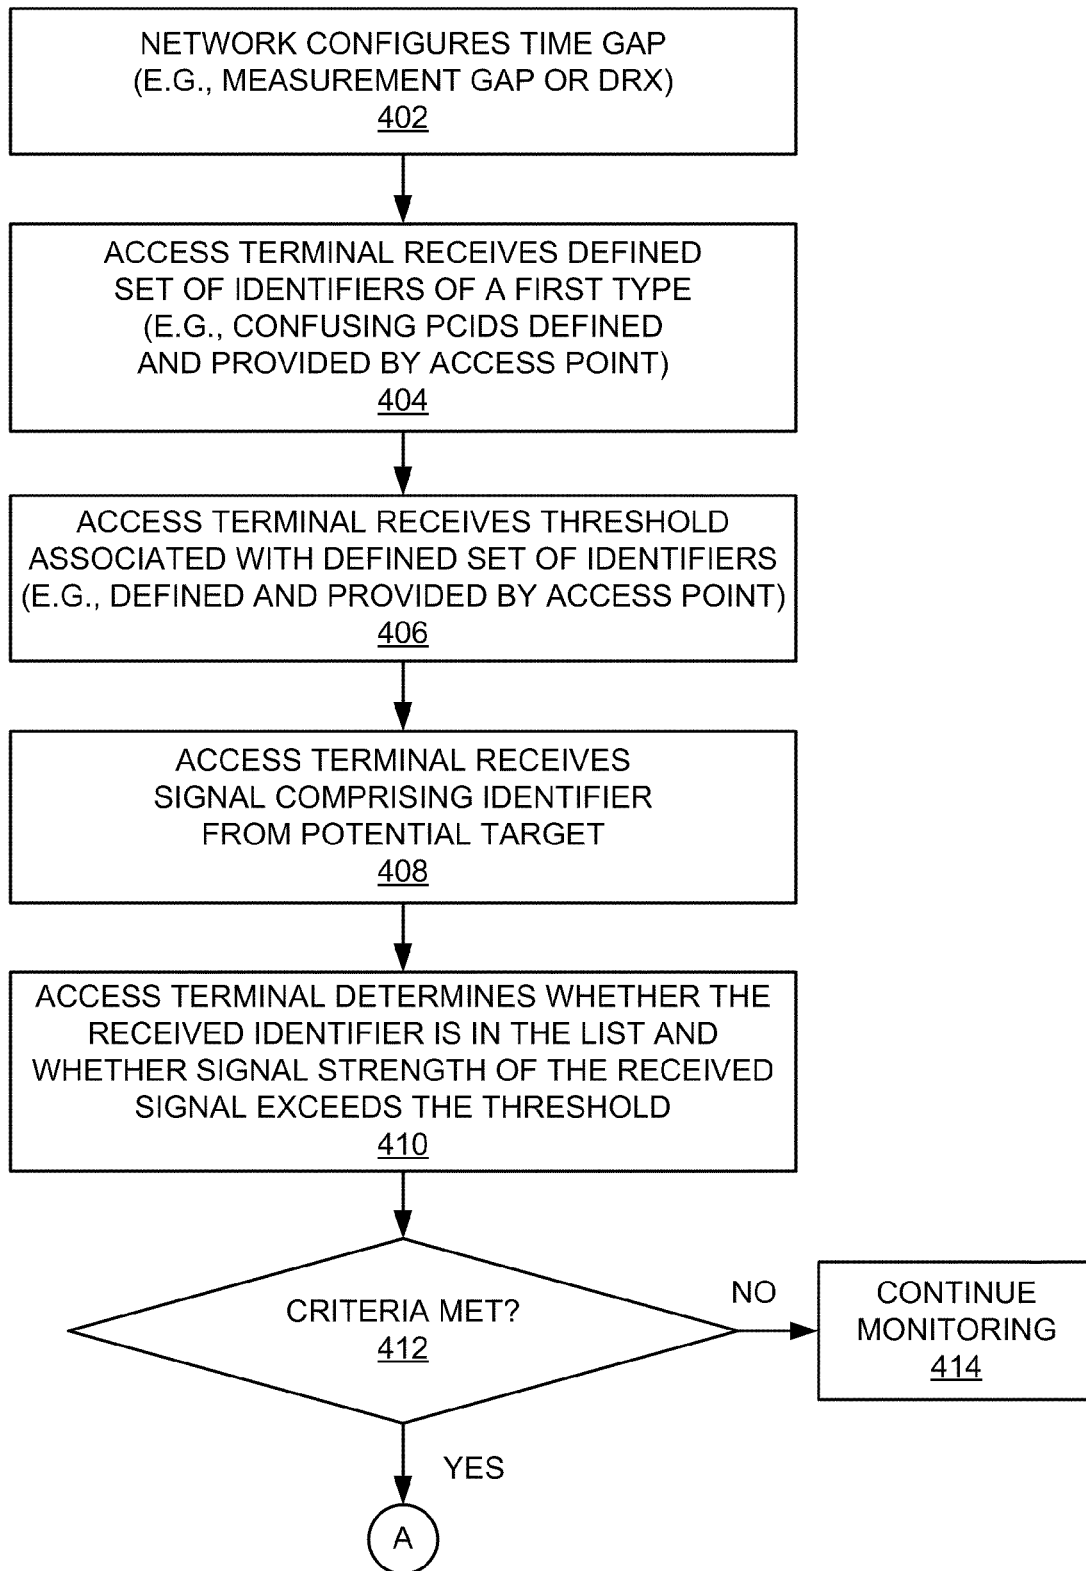 NETWORK CONFIGURES TIME GAP
(E.G., MEASUREMENT GAP OR DRX)
402
ACCESS TERMINAL RECEIVES DEFINED
SET OF IDENTIFIERS OF A FIRST TYPE
(E.G., CONFUSING PCIDS DEFINED
AND PROVIDED BY ACCESS POINT)
404
ACCESS TERMINAL RECEIVES THRESHOLD
ASSOCIATED WITH DEFINED SET OF IDENTIFIERS
(E.G., DEFINED AND PROVIDED BY ACCESS POINT)
406
ACCESS TERMINAL RECEIVES
SIGNAL COMPRISING IDENTIFIER
FROM POTENTIAL TARGET
408
ACCESS TERMINAL DETERMINES WHETHER THE
RECEIVED IDENTIFIER IS IN THE LIST AND
WHETHER SIGNAL STRENGTH OF THE RECEIVED
SIGNAL EXCEEDS THE THRESHOLD
410
CRITERIA MET?
412
NO
CONTINUE
MONITORING
414
YES
A